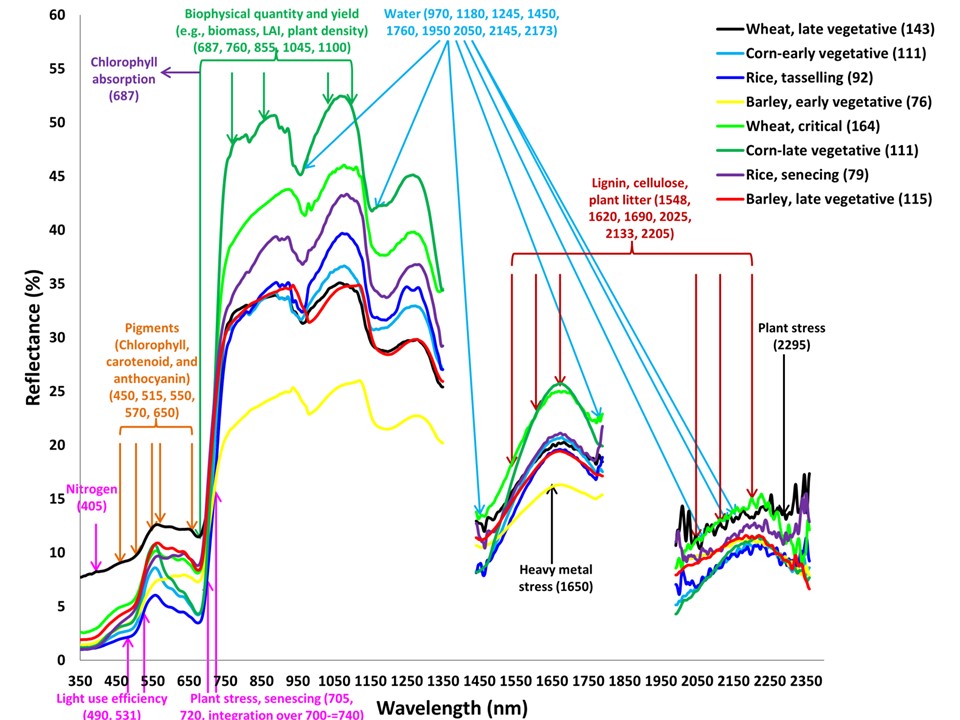 Biophysical quantity and yield
(e.g., biomass, LAI, plant density)
(687, 760, 855, 1045, 1100)
Water (970, 1180, 1245, 1450,
1760, 1950 2050, 2145, 2173)
Wheat, late vegetative (143)
Corn-early vegetative (111)
Rice, tasselling (92)
Barley, early vegetative (76)
Wheat, critical (164)
Corn-late vegetative (111)
Rice, senecing (79)
Barley, late vegetative (115)
Chlorophyll
absorption
(687)
Lignin, cellulose,
plant litter (1548,
1620, 1690, 2025,
2133, 2205)
Pigments
(Chlorophyll,
carotenoid, and
anthocyanin)
(450, 515, 550,
570, 650)
Plant stress
(2295)
Nitrogen
(405)
Heavy metal
stress (1650)
Reflectance (%)
60
55
50
45
40
35
30
25
20
15
10
5
0
350 450 550 650 750 850 950 1050 1150 1250 1350 1450 1550 1650 1750 1850 1950 2050 2150 2250 2350
Light use efficiency
(490, 531)
Plant stress, senescing (705,
720, integration over 700-=740)
Wavelength (nm)